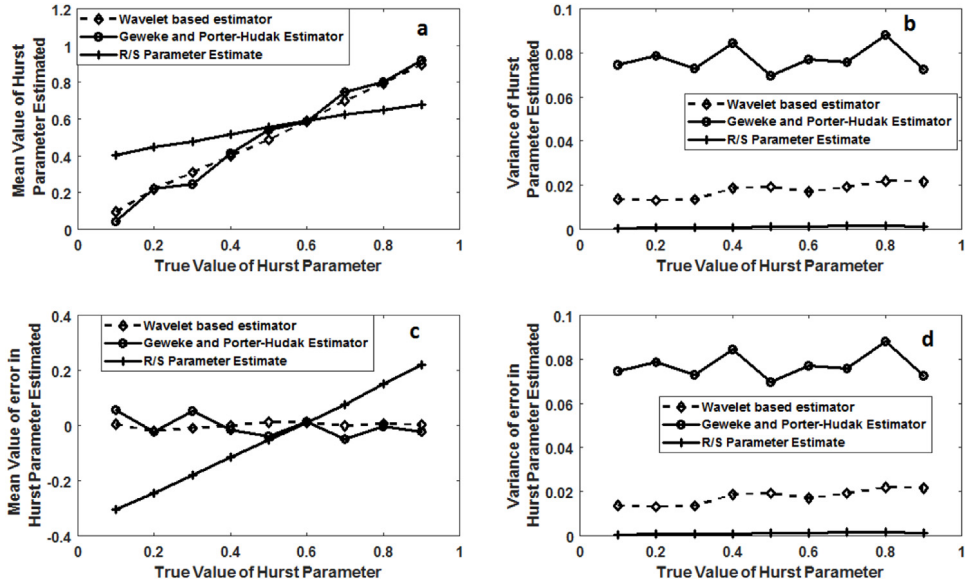 a
Wavelet based estimator
Geweke and Porter-Hudak Estimator
R/S Parameter Estimate
Mean Value of Hurst
Parameter Estimated
1.2
1
0.8
0.6
0.4
0.2
0
0 0.2 0.4 0.6 0.8 1
True Value of Hurst Parameter
b
Wavelet based estimator
Geweke and Porter-Hudak Estimator
R/S Parameter Estimate
Variance of Hurst
Parameter Estimated
0.1
0.08
0.06
0.04
0.02
0
0 0.2 0.4 0.6 0.8 1
True Value of Hurst Parameter
c
Wavelet based estimator
Geweke and Porter-Hudak Estimator
R/S Parameter Estimate
Mean Value of error in
Hurst Parameter Estimated
0.4
0.2
0
-0.2
-0.4
0 0.2 0.4 0.6 0.8 1
True Value of Hurst Parameter
d
Wavelet based estimator
Geweke and Porter-Hudak Estimator
R/S Parameter Estimate
Variance of error in
Hurst Parameter Estimated
0.1
0.08
0.06
0.04
0.02
0
0 0.2 0.4 0.6 0.8 1
True Value of Hurst Parameter